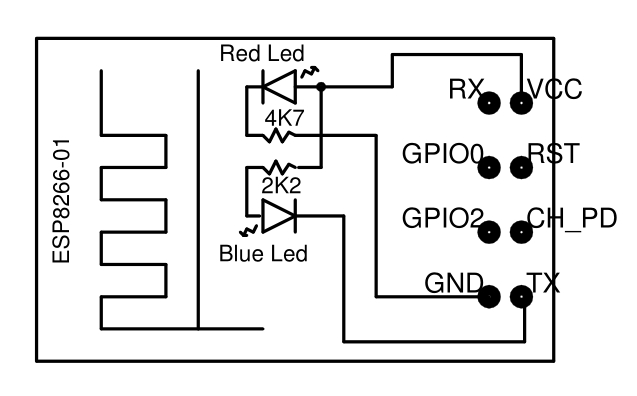 Red Led
RX VCC
4K7
GPIO0 RST
ESP8266-01
2K2
GPIO2 CH_PD
Blue Led
GND TX